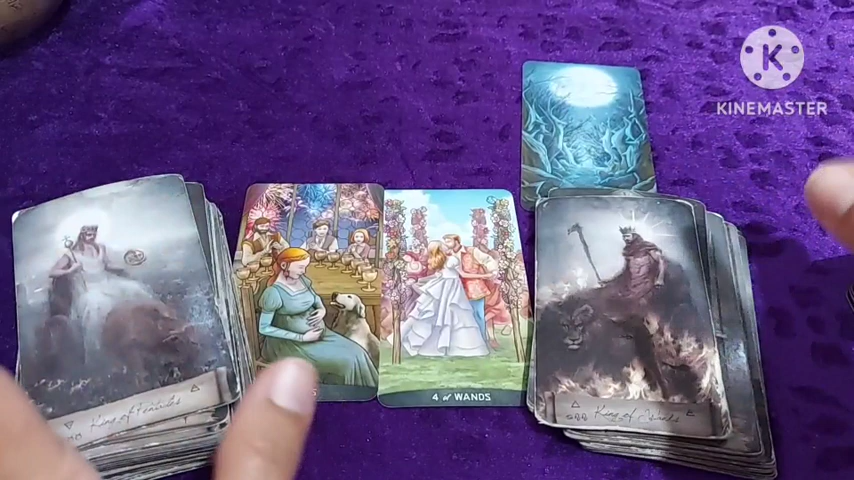 K
KINEMASTER
King of Pentacles
4 of WANDS
King of Wands